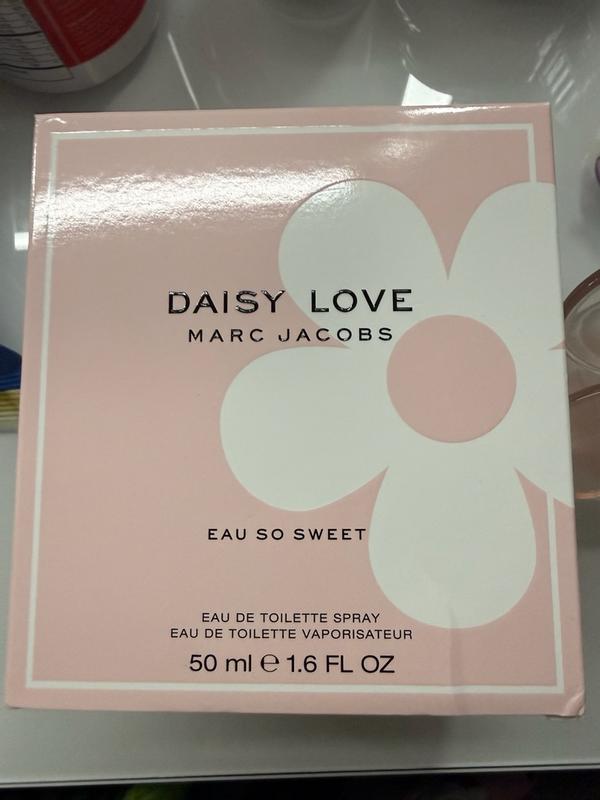 DAISY LOVE
MARC JACOBS
EAU SO SWEET
EAU DE TOILETTE SPRAY
EAU DE TOILETTE VAPORISATEUR
50 ml ℮ 1.6 FL OZ